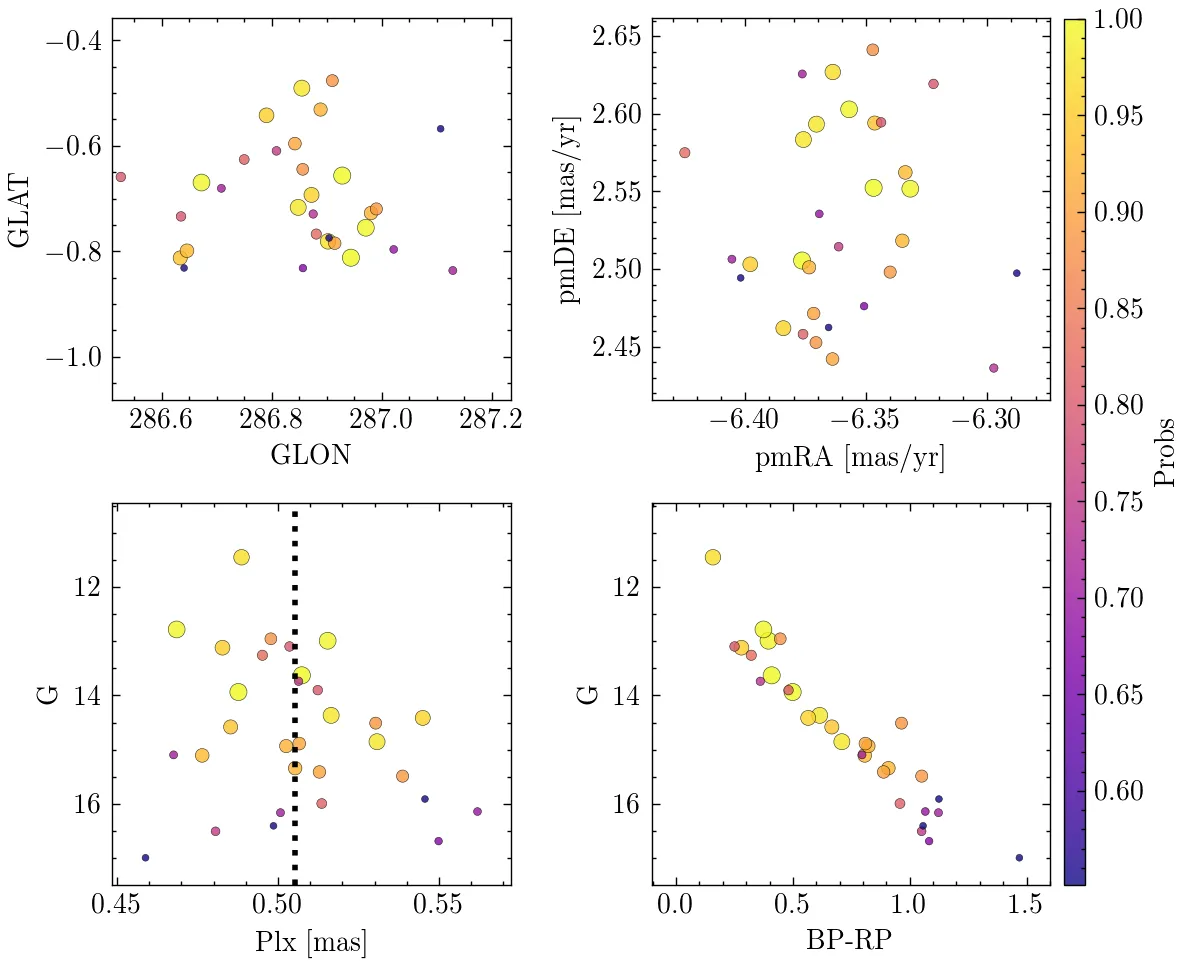 −0.4
−0.6
−0.8
−1.0
GLAT
286.6 286.8 287.0 287.2
GLON
2.65
2.60
2.55
2.50
2.45
pmDE [mas/yr]
−6.40 −6.35 −6.30
pmRA [mas/yr]
1.00
0.95
0.90
0.85
0.80
0.75
0.70
0.65
0.60
Probs
12
14
16
G
0.45 0.50 0.55
Plx [mas]
12
14
16
G
0.0 0.5 1.0 1.5
BP-RP